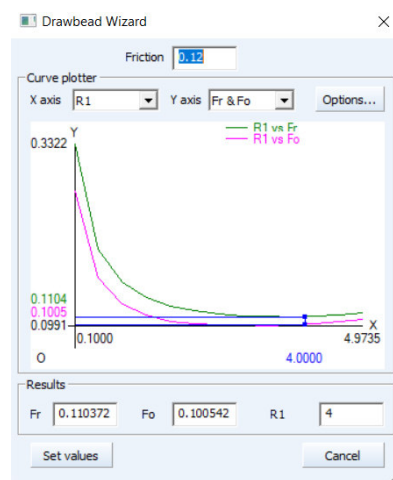 Drawbead Wizard
Friction 0.12
Curve plotter
X axis R1 Y axis Fr & Fo Options...
R1 vs Fr
R1 vs Fo
Y
0.3322
0.1104
0.1005
0.0991
X
0.1000 4.9735
O 4.0000
Results
Fr 0.110372 Fo 0.100542 R1 4
Set values Cancel